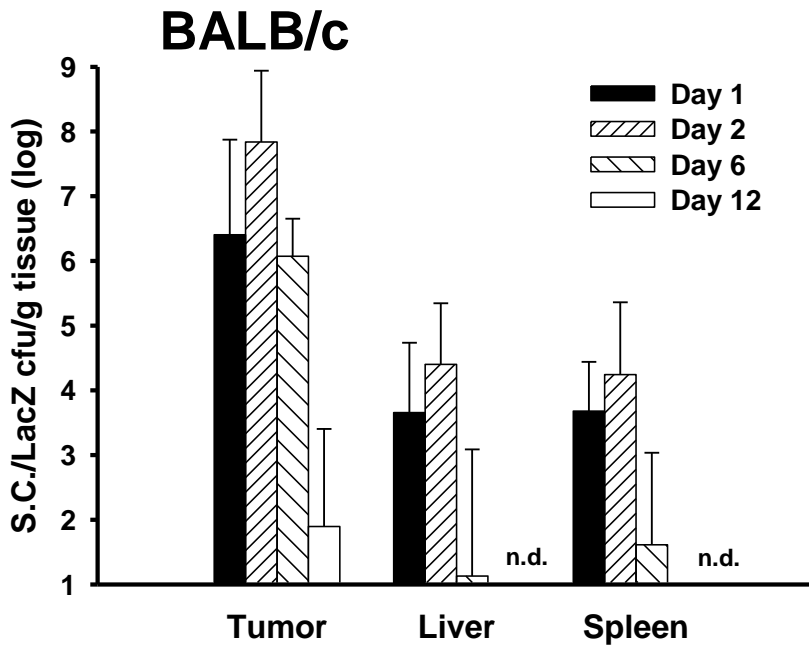 BALB/c
S.C./LacZ cfu/g tissue (log)
9
8
7
6
5
4
3
2
1
Day 1
Day 2
Day 6
Day 12
n.d.
n.d.
Tumor Liver Spleen